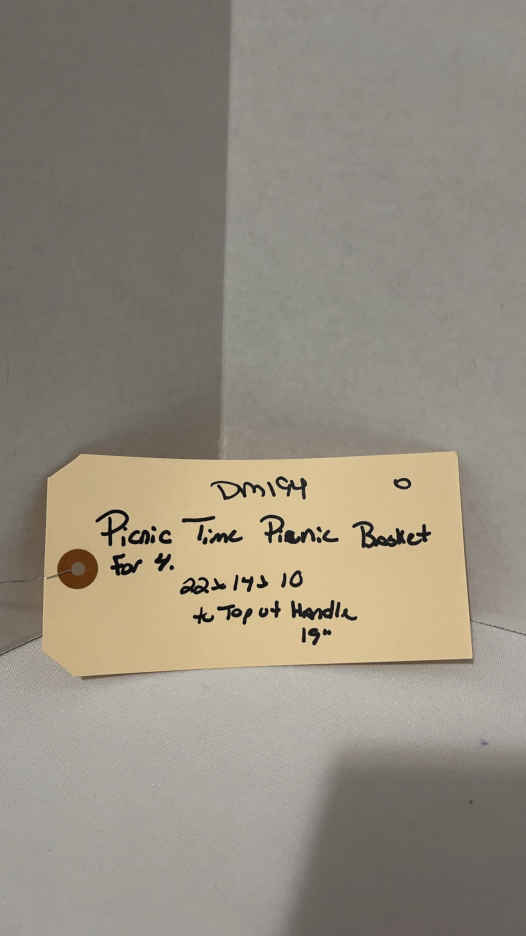 DM194 0
Picnic Time Picnic Basket
For 4.
22x14x10
to Top of Handle
19"